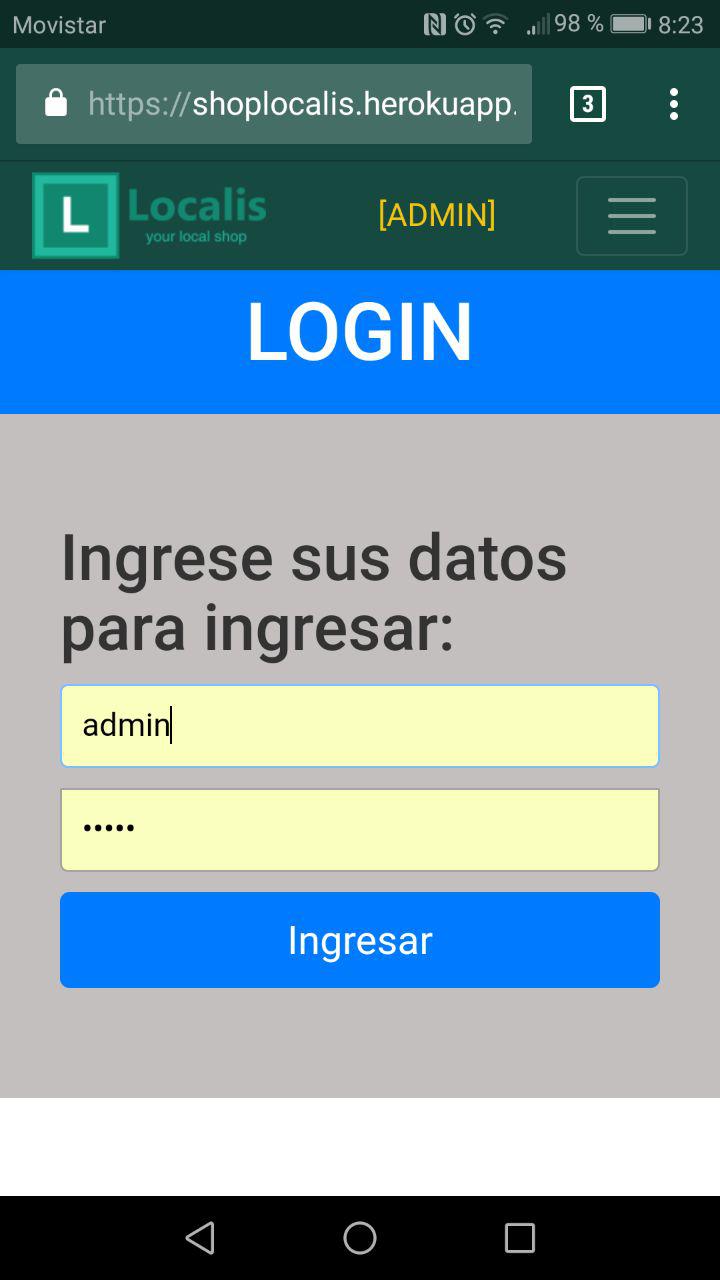 Movistar 98 % 8:23
https://shoplocalis.herokuapp. 3
L Localis
your local shop
[ADMIN]
LOGIN
Ingrese sus datos
para ingresar:
admin
•••••
Ingresar